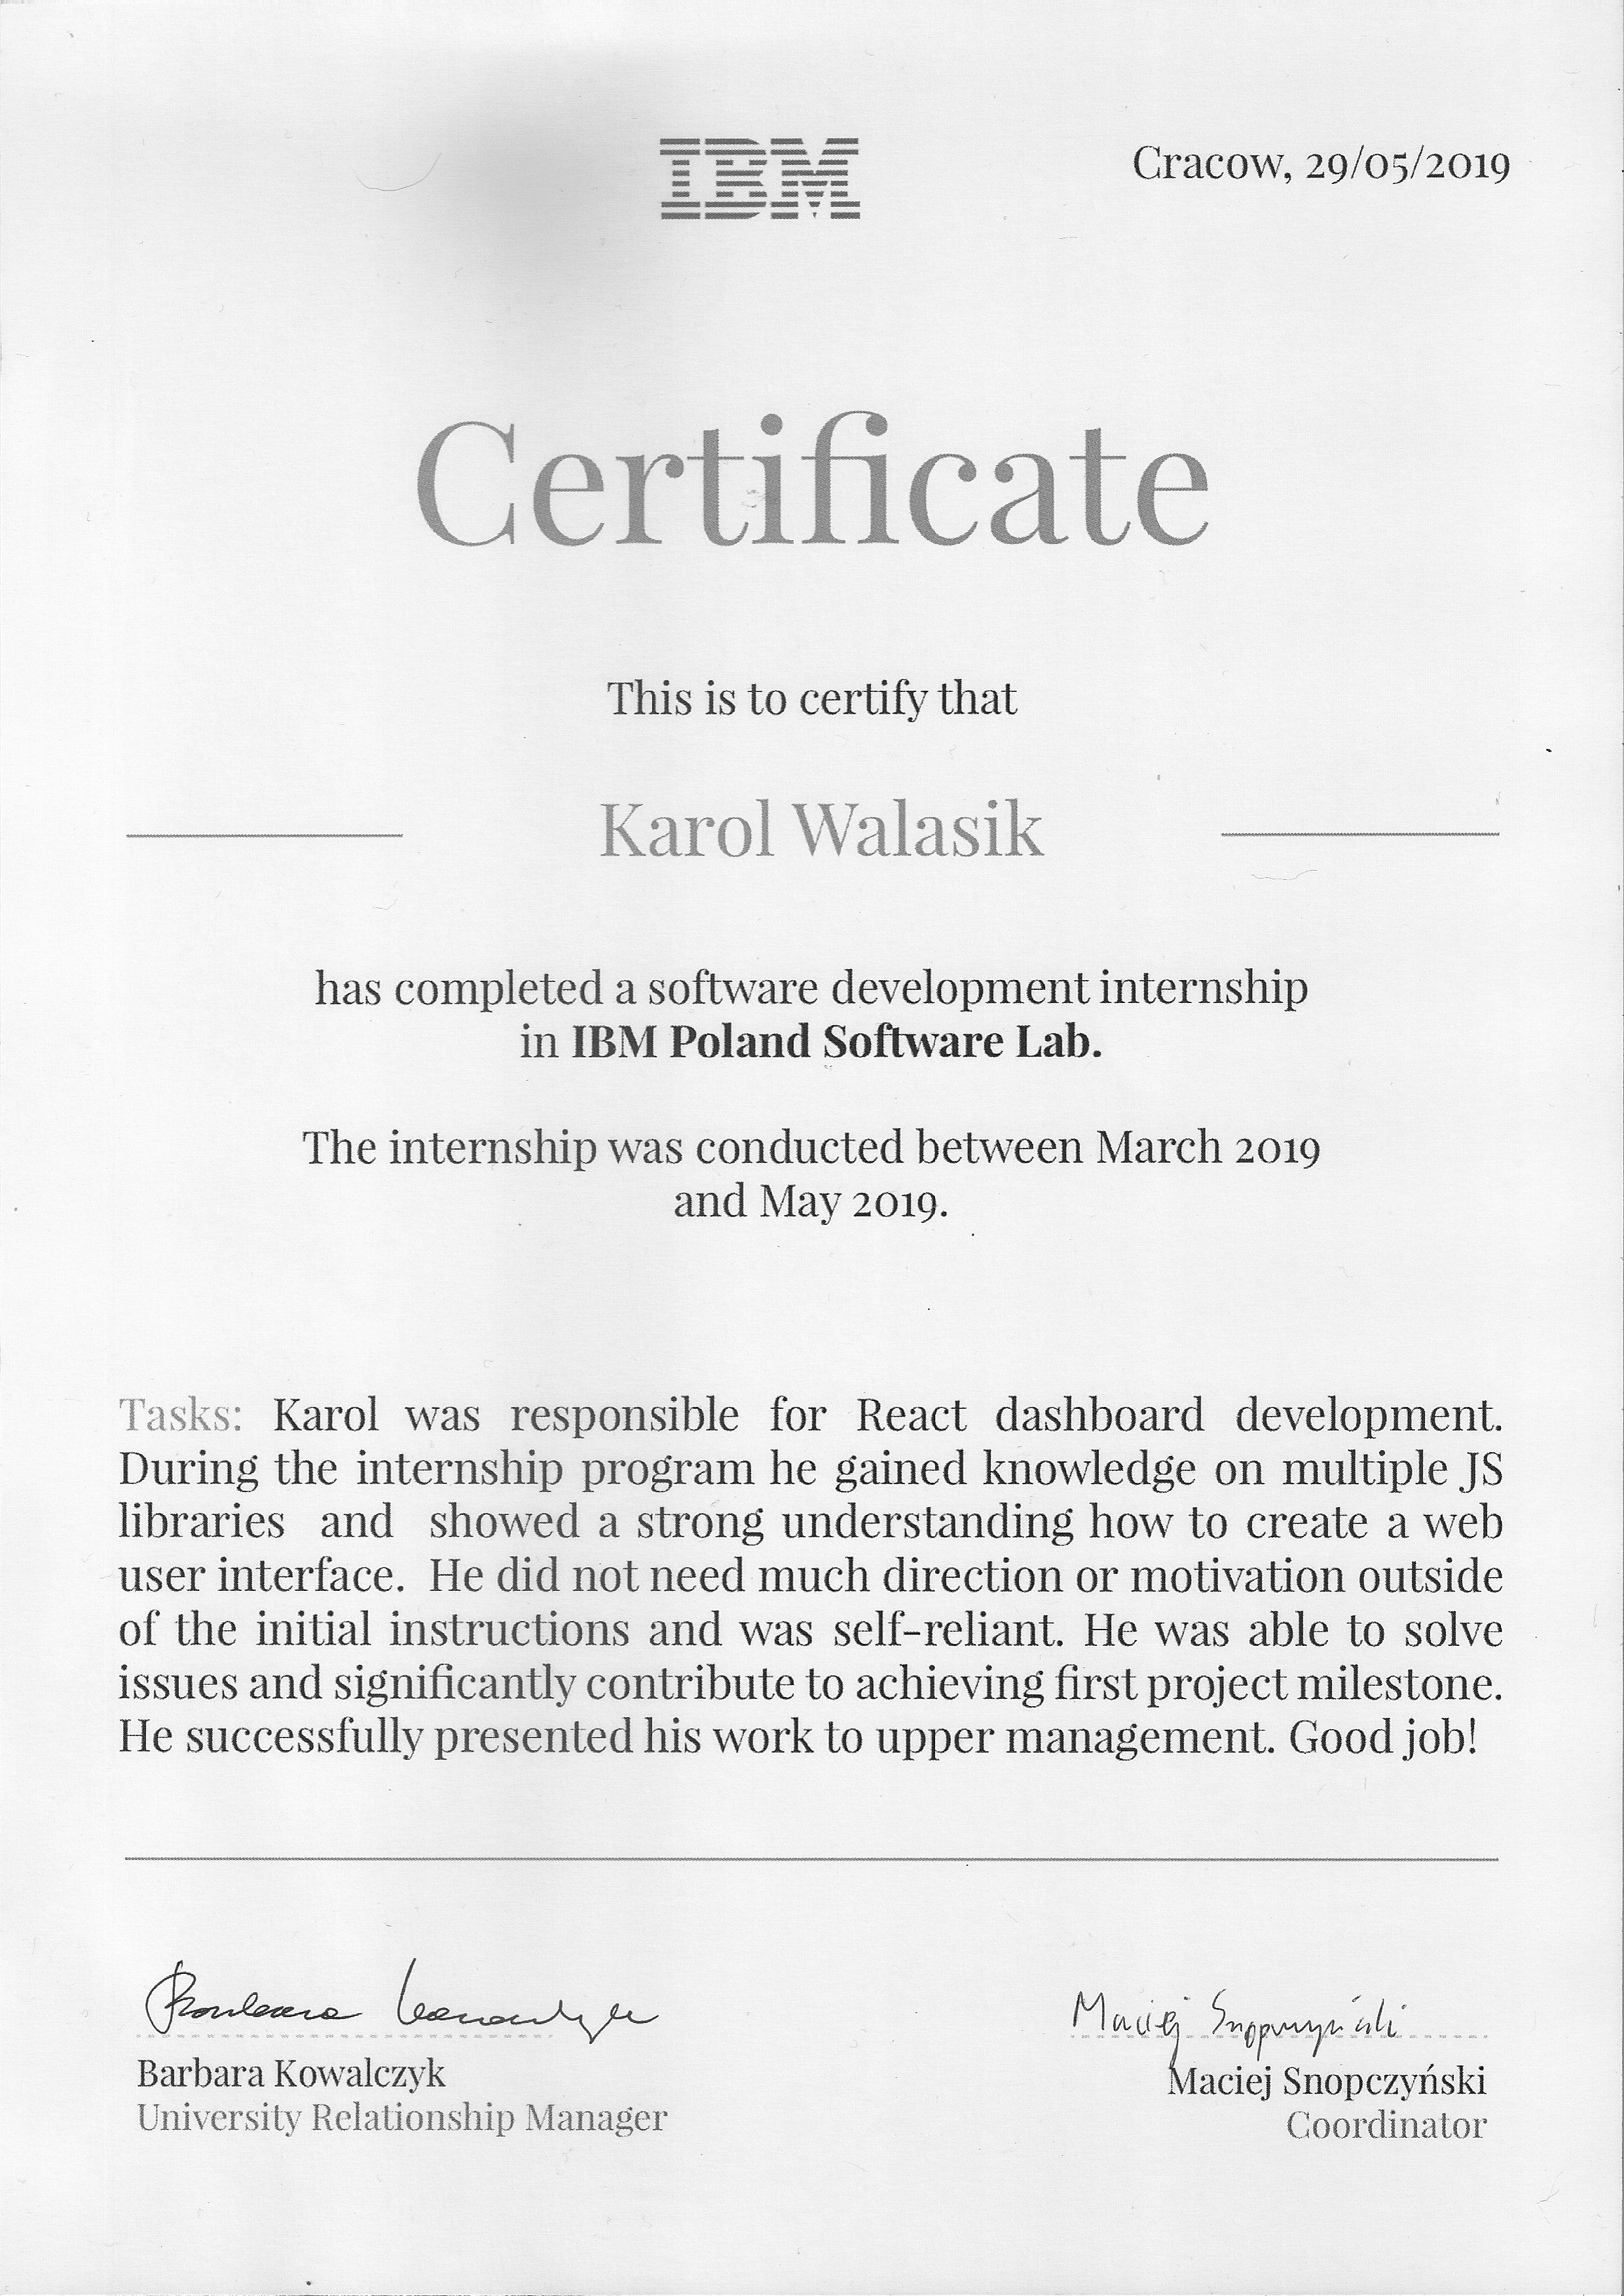 IBM
Cracow, 29/05/2019
Certificate
This is to certify that
Karol Walasik
has completed a software development internship
in IBM Poland Software Lab.
The internship was conducted between March 2019
and May 2019.
Tasks: Karol was responsible for React dashboard development.
During the internship program he gained knowledge on multiple JS
libraries and showed a strong understanding how to create a web
user interface. He did not need much direction or motivation outside
of the initial instructions and was self-reliant. He was able to solve
issues and significantly contribute to achieving first project milestone.
He successfully presented his work to upper management. Good job!
Barbara Kowalczyk
Maciej Snopczyński
Barbara Kowalczyk
University Relationship Manager
Maciej Snopczyński
Coordinator